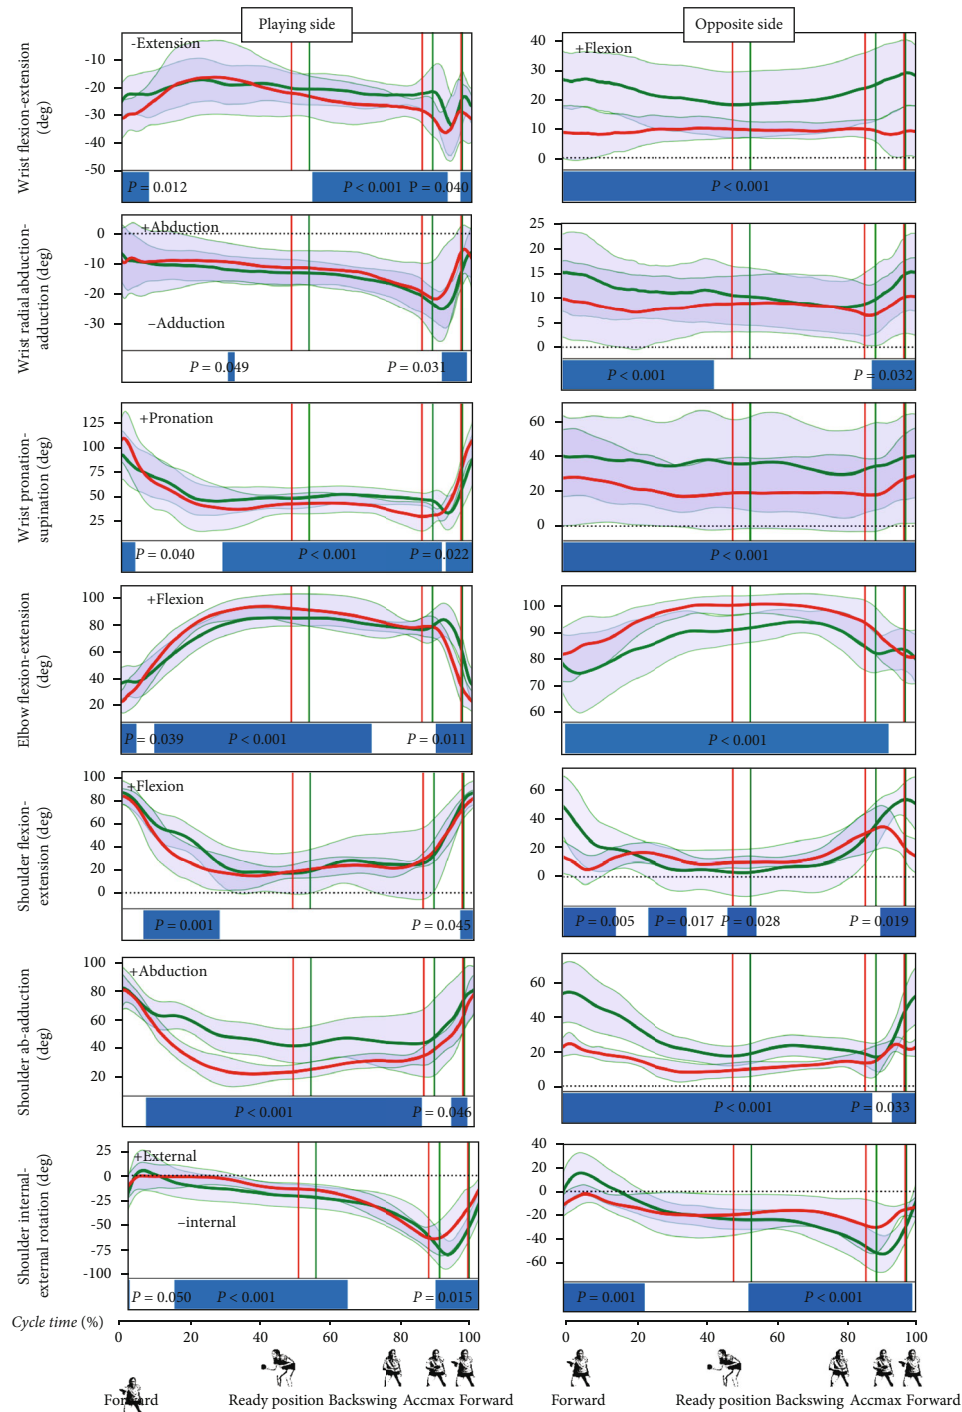 Playing side
Opposite side
Wrist flexion-extension
(deg)
-Extension
-10
-20
-30
-40
-50
P = 0.012
P < 0.001
P = 0.040
+Flexion
40
30
20
10
0
P < 0.001
Wrist radial abduction-
adduction (deg)
+Abduction
0
-10
-20
-30
–Adduction
P = 0.049
P = 0.031
25
20
15
10
5
0
P < 0.001
P = 0.032
Wrist pronation-
supination (deg)
+Pronation
125
100
75
50
25
P = 0.040
P < 0.001
P = 0.022
60
40
20
0
P < 0.001
Elbow flexion-extension
(deg)
+Flexion
100
80
60
40
20
P = 0.039
P < 0.001
P = 0.011
100
90
80
70
60
P < 0.001
Shoulder flexion-
extension (deg)
+Flexion
100
80
60
40
20
0
P = 0.001
P = 0.045
60
40
20
0
P = 0.005
P = 0.017
P = 0.028
P = 0.019
Shoulder ab-adduction
(deg)
+Abduction
100
80
60
40
20
P < 0.001
P = 0.046
60
40
20
0
P < 0.001
P = 0.033
Shoulder internal-
external rotation (deg)
+External
25
0
-25
-50
-75
-100
–internal
P = 0.050
P < 0.001
P = 0.015
40
20
0
-20
-40
-60
P = 0.001
P < 0.001
Cycle time (%)
0 20 40 60 80 100
0 20 40 60 80 100
Forward Ready position Backswing Accmax Forward
Forward Ready position Backswing Accmax Forward